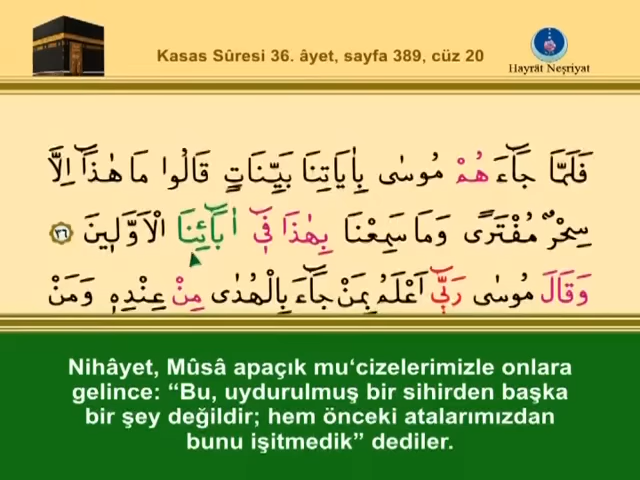 Kasas Sûresi 36. âyet, sayfa 389, cüz 20
Hayrât Neşriyat
فَلَمَّا جَٓاءَهُمْ مُوسٰى بِاٰيَاتِنَا بَيِّنَاتٍ قَالُوا مَا هٰذَٓا اِلَّا
سِحْرٌ مُفْتَرًى وَمَا سَمِعْنَا بِهٰذَا ف۪ٓي اٰبَٓائِنَا الْاَوَّل۪ينَ ٣٦
وَقَالَ مُوسٰى رَبّ۪ٓي اَعْلَمُ بِمَنْ جَٓاءَ بِالْهُدٰى مِنْ عِنْدِه۪ وَمَنْ
Nihâyet, Mûsâ apaçık mu‘cizelerimizle onlara
gelince: “Bu, uydurulmuş bir sihirden başka
bir şey değildir; hem önceki atalarımızdan
bunu işitmedik” dediler.